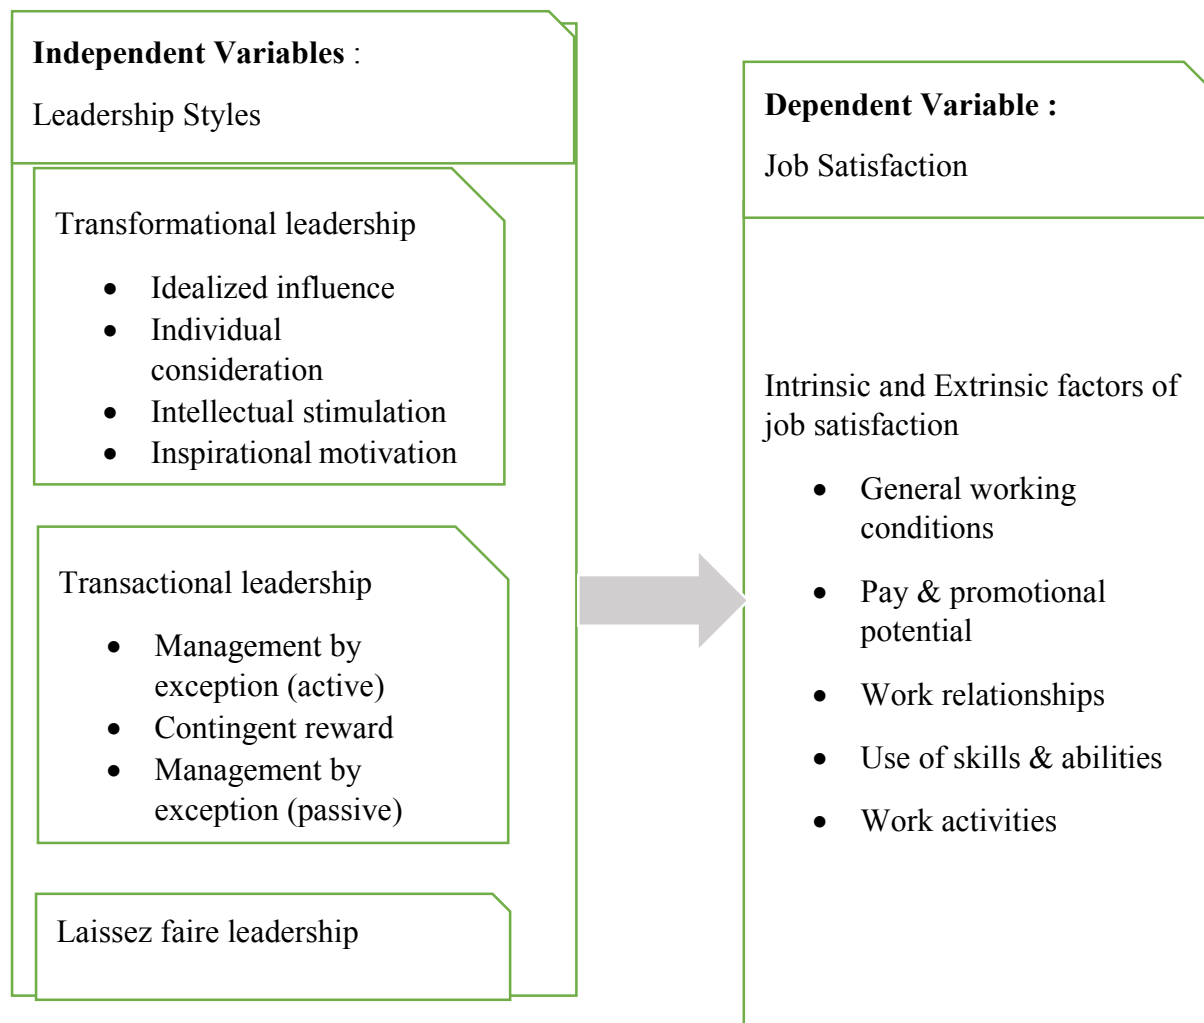 Independent Variables :
Leadership Styles
Transformational leadership
• Idealized influence
• Individual
consideration
• Intellectual stimulation
• Inspirational motivation
Transactional leadership
• Management by
exception (active)
• Contingent reward
• Management by
exception (passive)
Laissez faire leadership
Dependent Variable :
Job Satisfaction
Intrinsic and Extrinsic factors of
job satisfaction
• General working
conditions
• Pay & promotional
potential
• Work relationships
• Use of skills & abilities
• Work activities